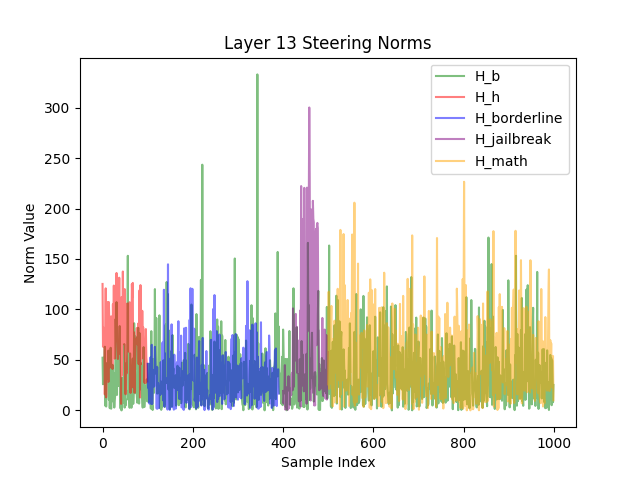 Layer 13 Steering Norms
H_b
H_h
H_borderline
H_jailbreak
H_math
Norm Value
300
250
200
150
100
50
0
0 200 400 600 800 1000
Sample Index